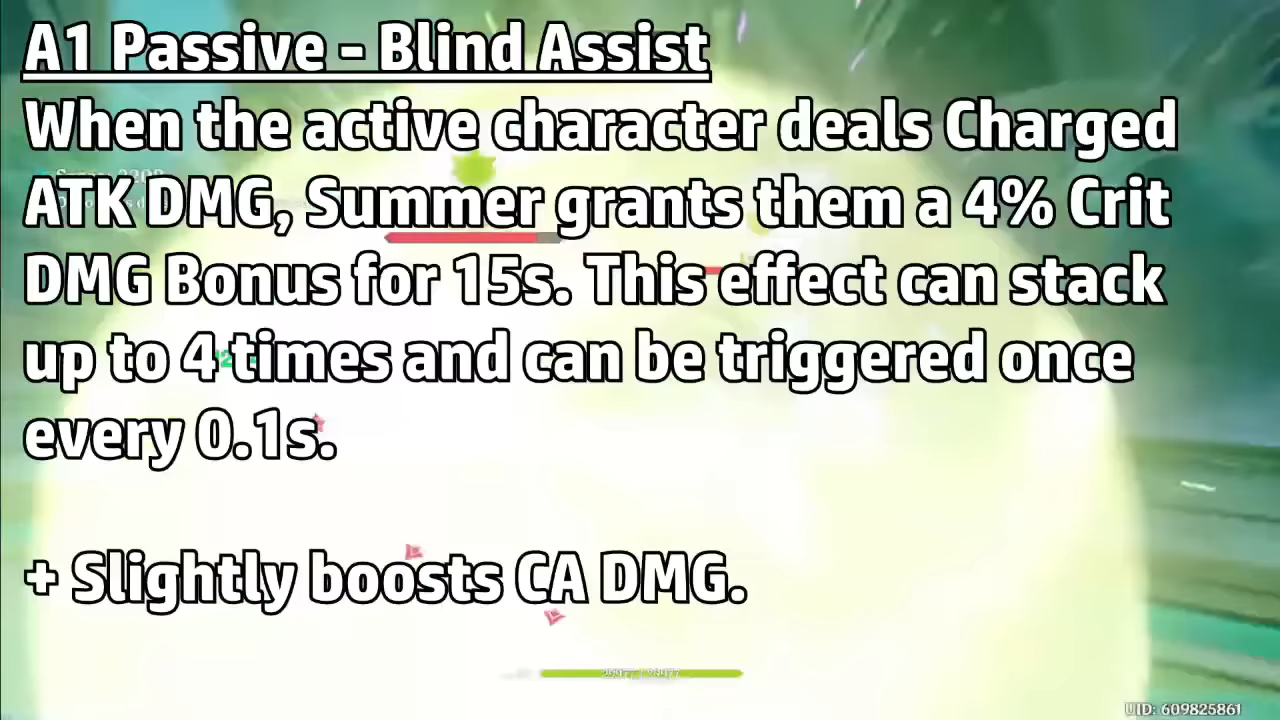 A1 Passive - Blind Assist
When the active character deals Charged
ATK DMG, Summer grants them a 4% Crit
DMG Bonus for 15s. This effect can stack
up to 4 times and can be triggered once
every 0.1s.
+ Slightly boosts CA DMG.
UID: 609825861